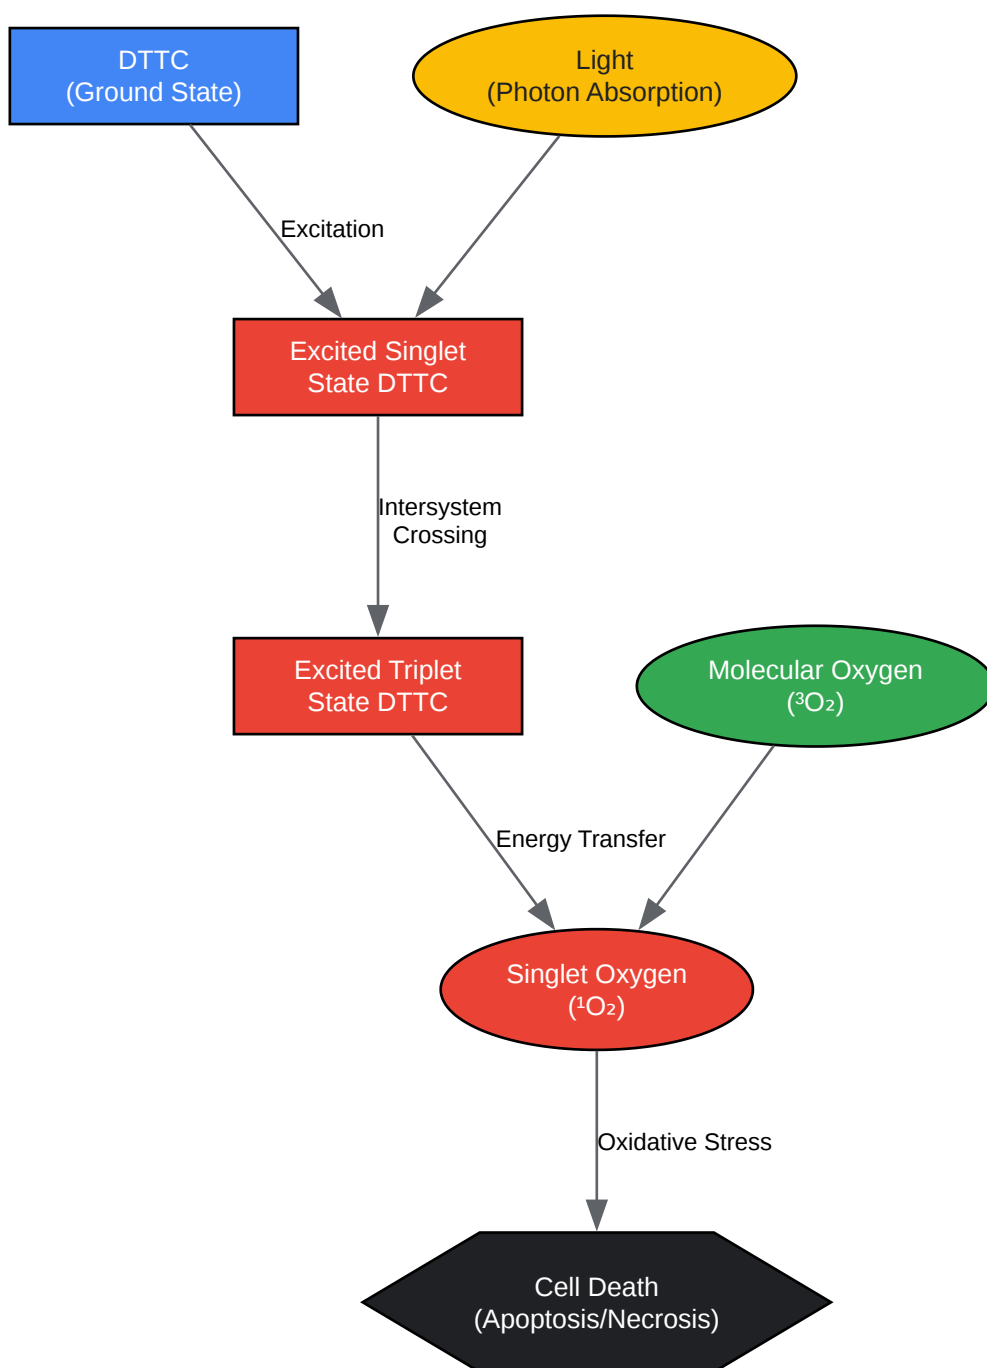 DTTC
(Ground State)
Light
(Photon Absorption)
Excitation
Excited Singlet
State DTTC
Intersystem
Crossing
Excited Triplet
State DTTC
Molecular Oxygen
(³O₂)
Energy Transfer
Singlet Oxygen
(¹O₂)
Oxidative Stress
Cell Death
(Apoptosis/Necrosis)